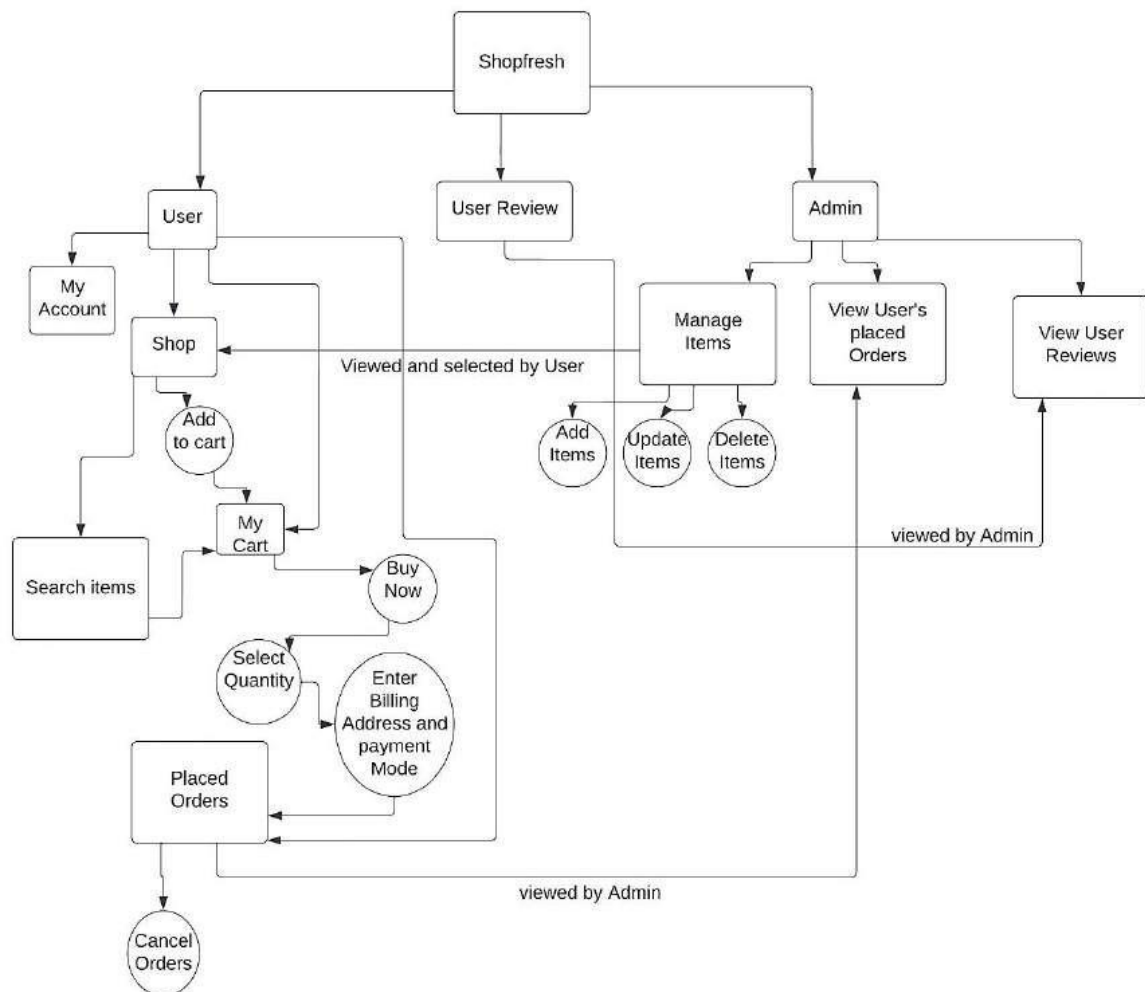 Shopfresh
User
User Review
Admin
My
Account
Shop
Manage
Items
View User's
placed
Orders
View User
Reviews
Viewed and selected by User
Add
to cart
Add
Items
Update
Items
Delete
Items
My
Cart
viewed by Admin
Search items
Buy
Now
Select
Quantity
Enter
Billing
Address and
payment
Mode
Placed
Orders
viewed by Admin
Cancel
Orders